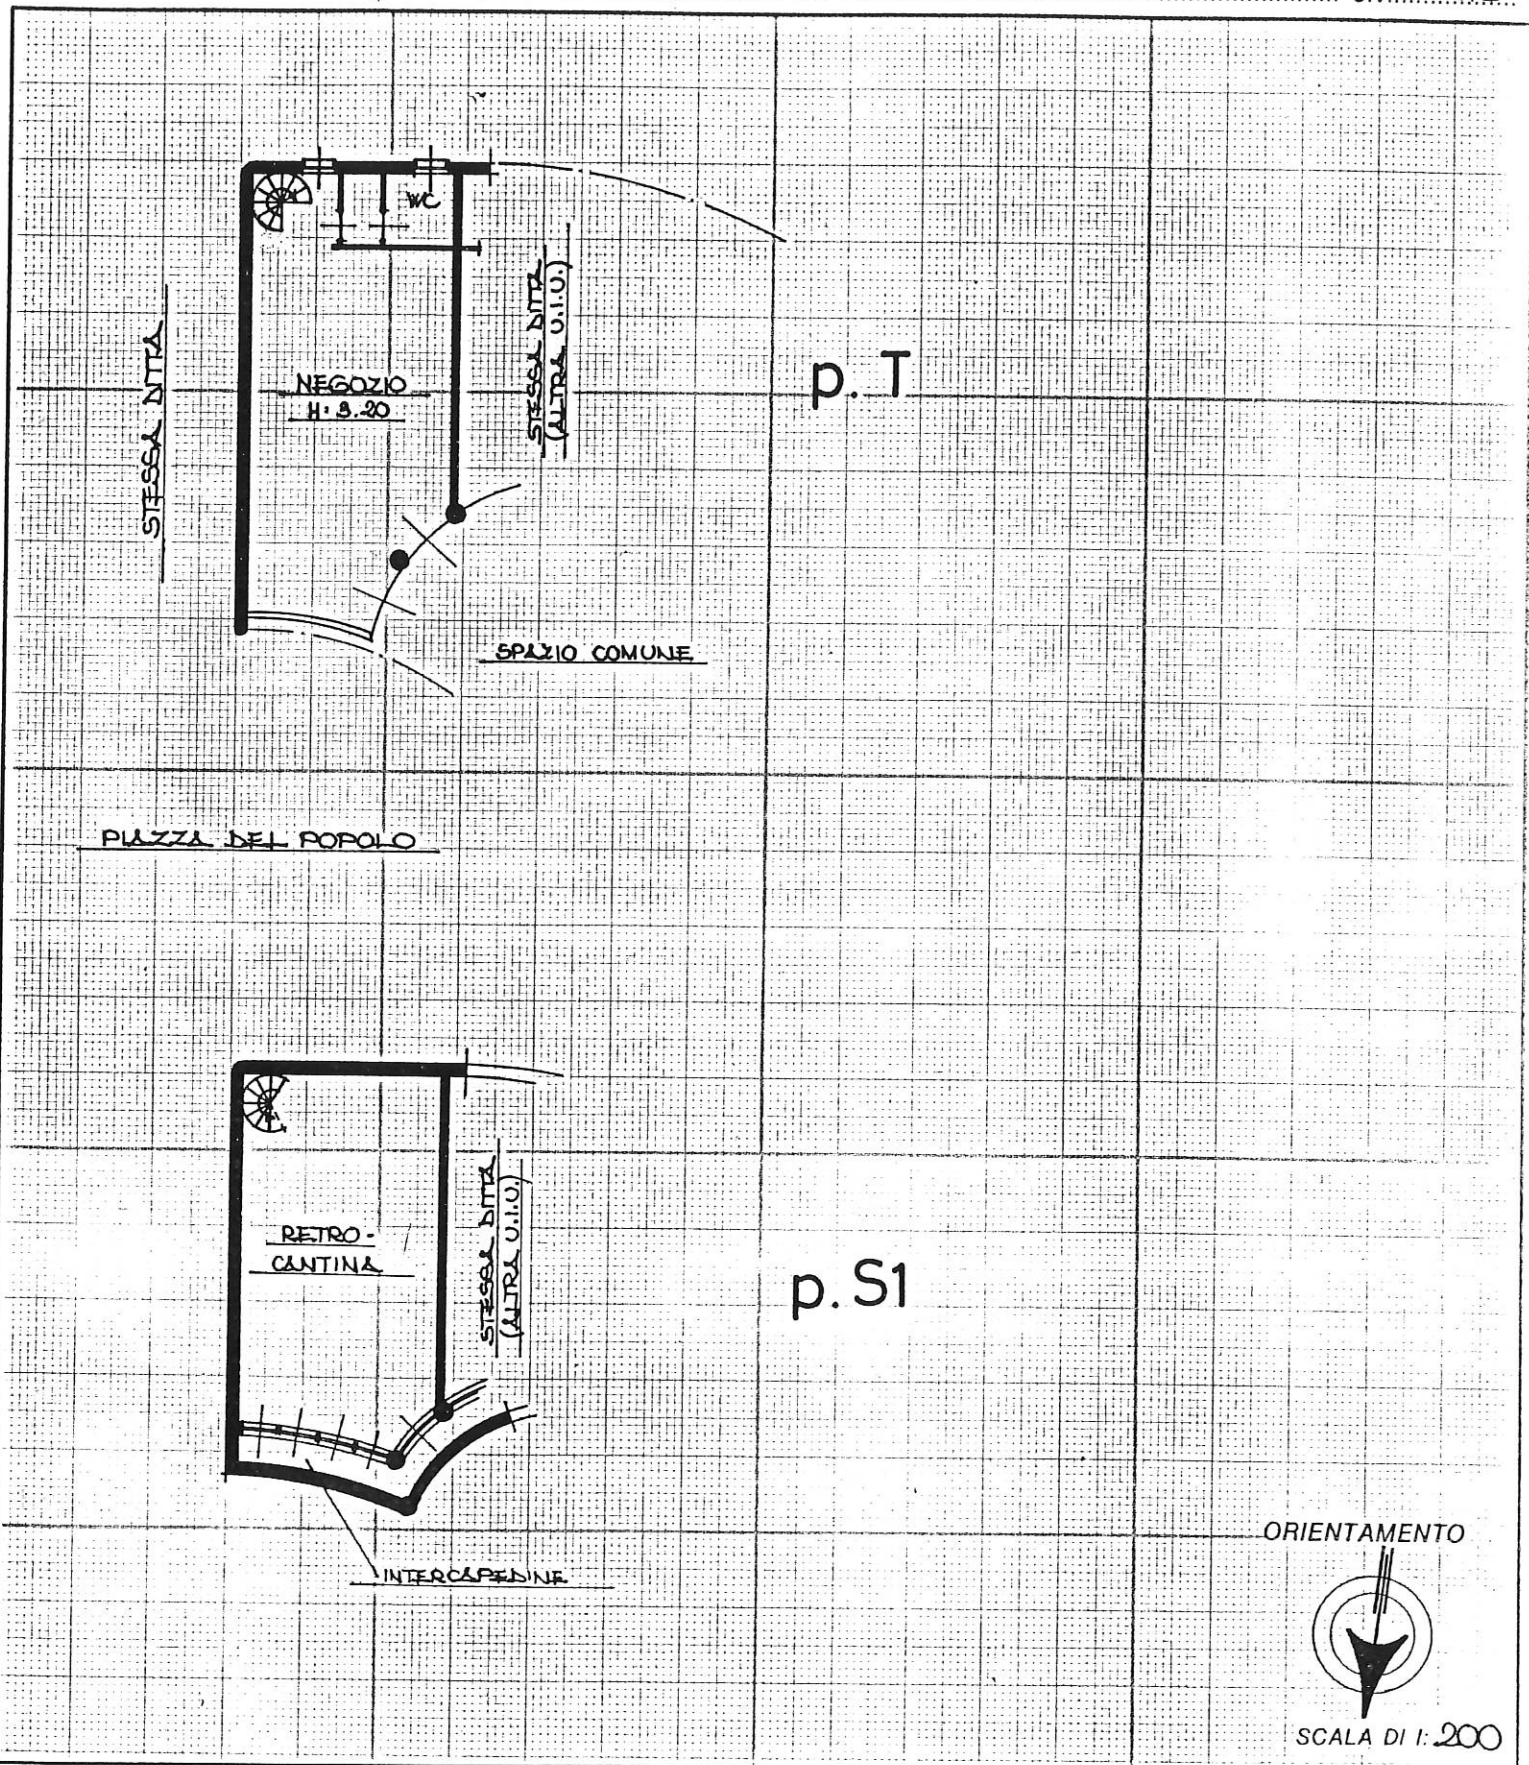 WC
STESSA DITTA
(ALTRA U.I.U.)
p. T
NEGOZIO
H: 3.20
STESSA DITTA
SPAZIO COMUNE
PIAZZA DEL POPOLO
STESSA DITTA
(ALTRA U.I.U.)
RETRO-
CANTINA
p. S1
INTERCAPEDINE
ORIENTAMENTO
SCALA DI 1: 200